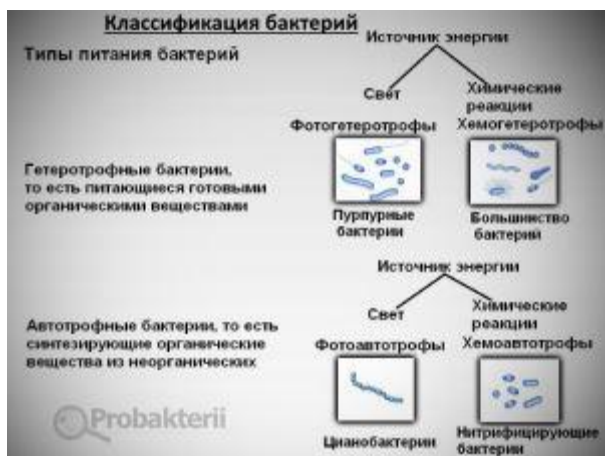 Классификация бактерий
Типы питания бактерий
Источник энергии
Свет
Химические
реакции
Фотогетеротрофы
Хемогетеротрофы
Гетеротрофные бактерии,
то есть питающиеся готовыми
органическими веществами
Пурпурные
бактерии
Большинство
бактерий
Источник энергии
Свет
Химические
реакции
Автотрофные бактерии, то есть
синтезирующие органические
вещества из неорганических
Фотоавтотрофы
Хемоавтотрофы
Probakterii
Цианобактерии
Нитрифицирующие
бактерии